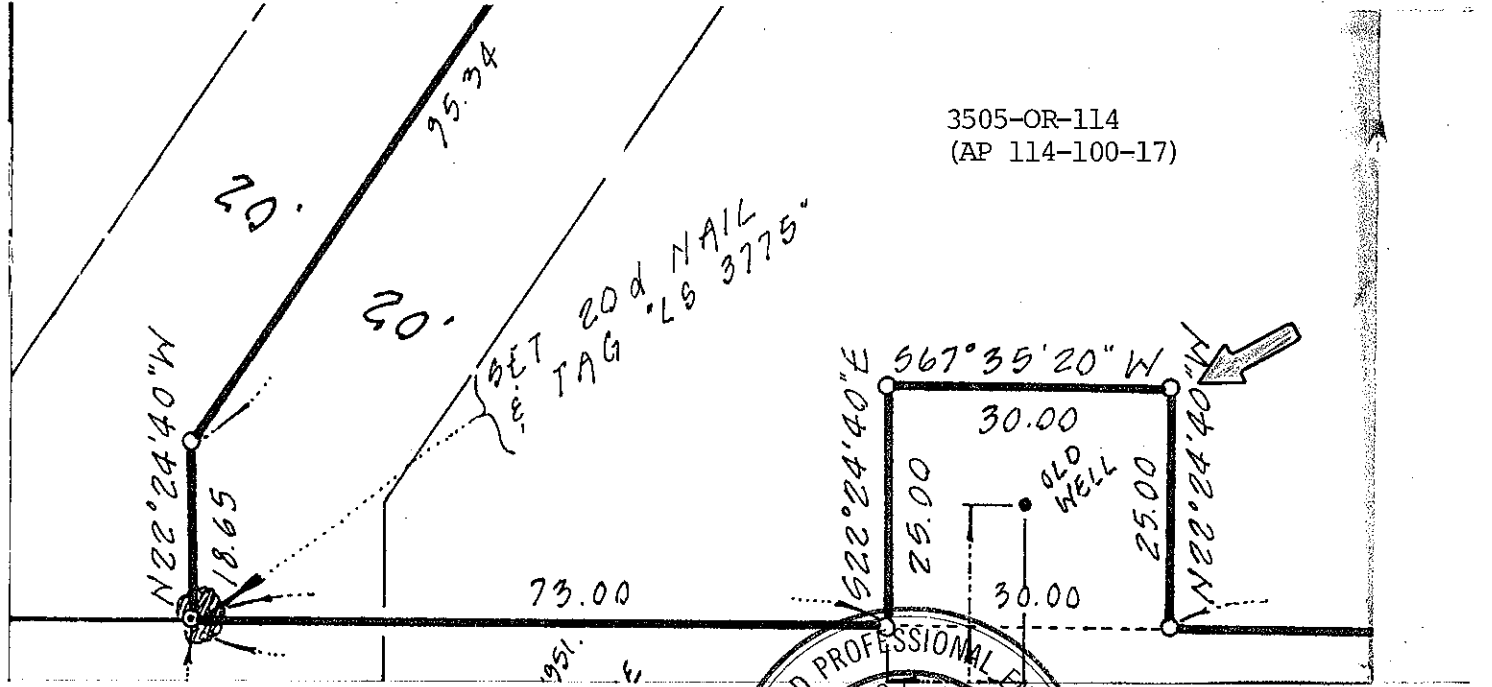 95.34
3505-OR-114
(AP 114-100-17)
20.
20.
SET 20d NAIL
& TAG "LS 3775"
N22°24'40"W
18.65
73.00
S22°24'40"E
25.00
S67°35'20" W
30.00
OLD
WELL
25.00
N22°24'40"W
30.00
1951.
PROFESSIONAL